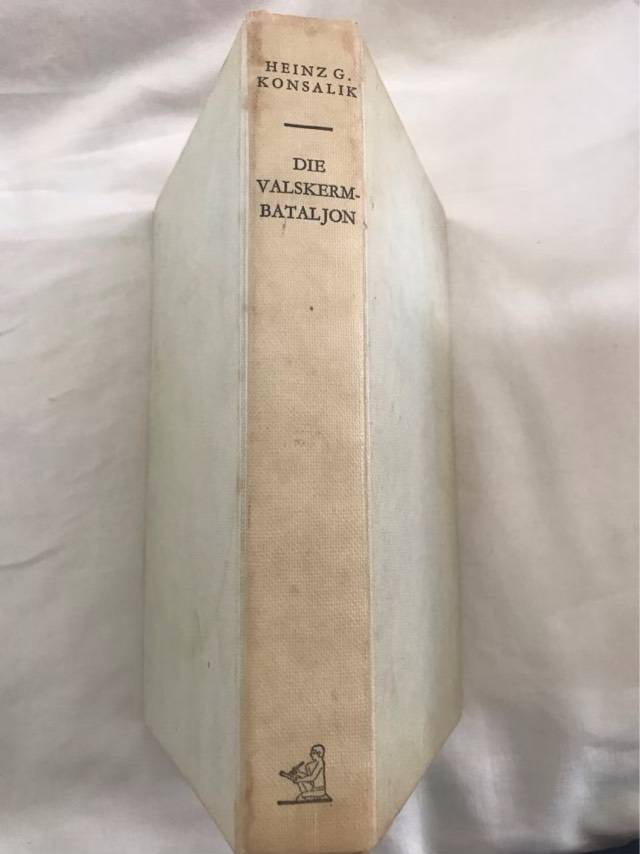 HEINZ G.
KONSALIK
DIE
VALSKERM-
BATALJON